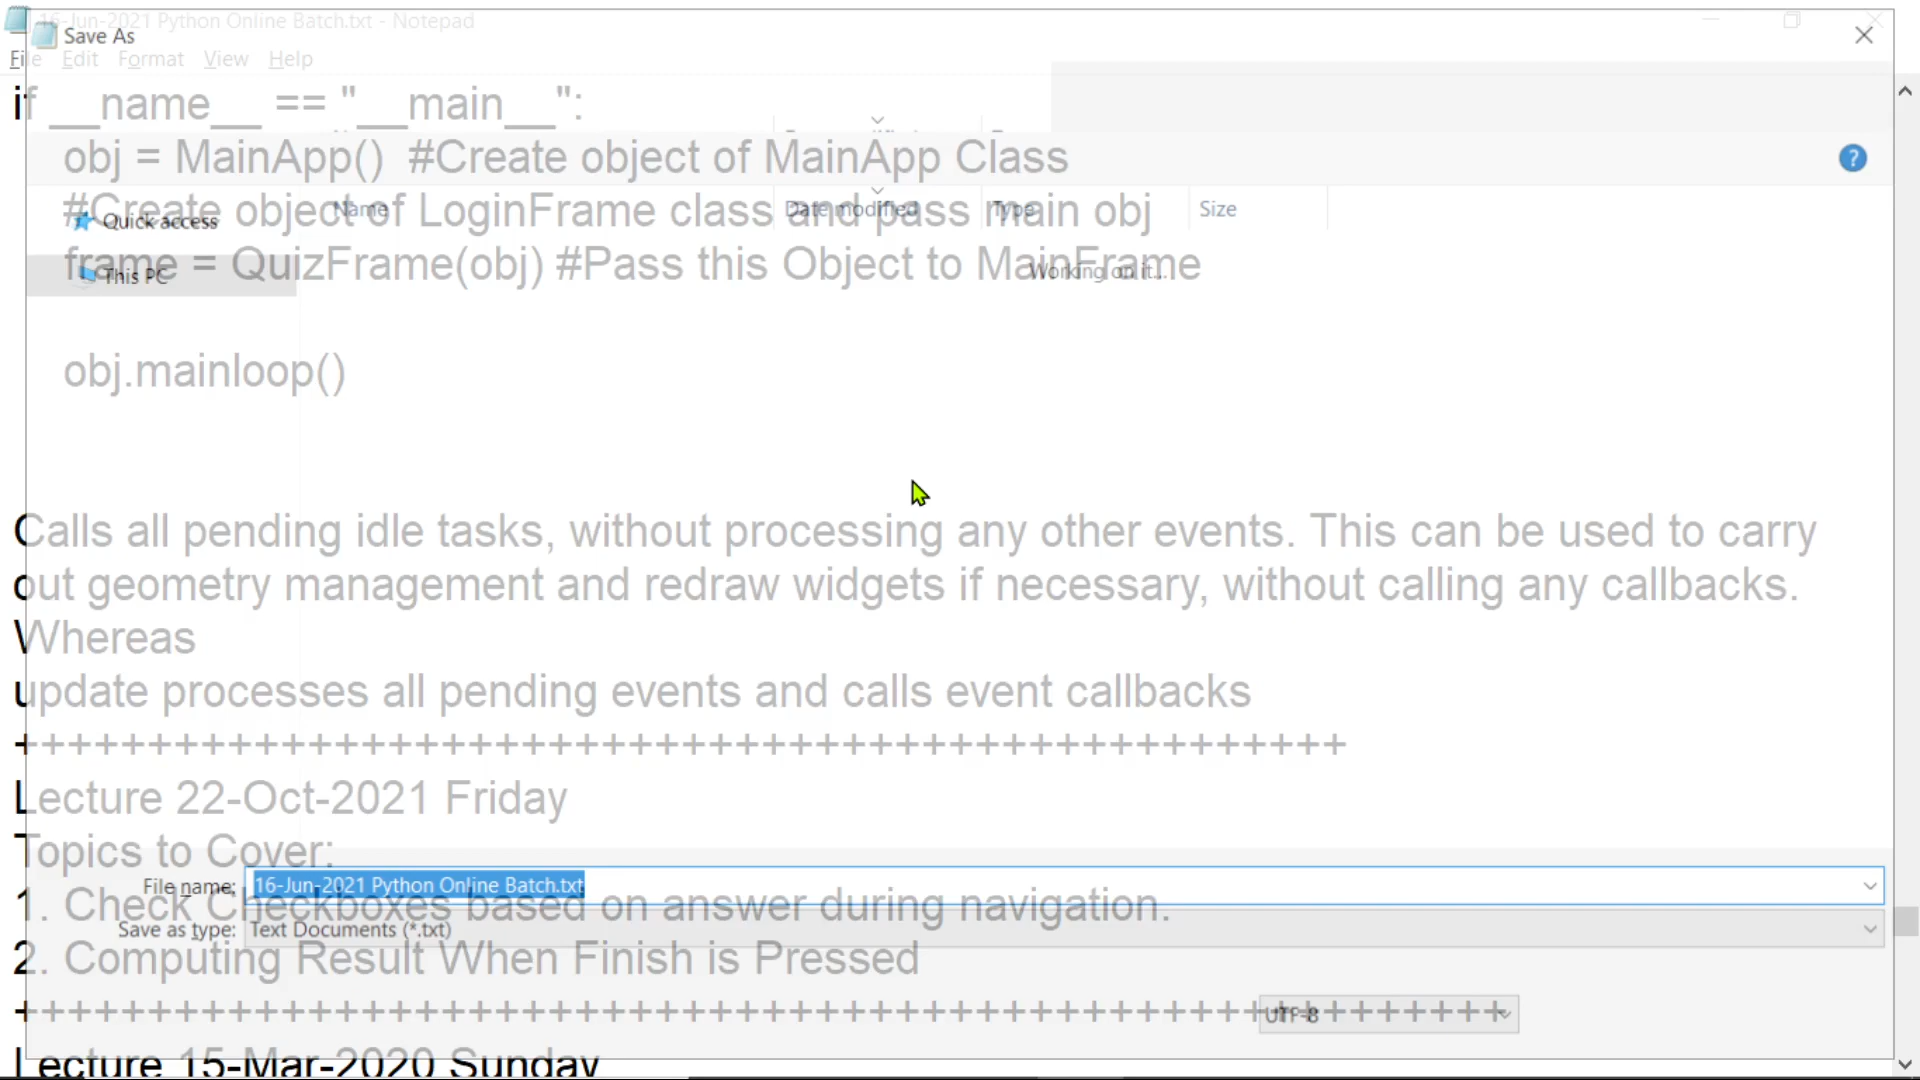 16-Jun-2021 Python Online Batch.txt - Notepad
Save As
File Edit Format View Help
if __name__ == "__main__":
obj = MainApp() #Create object of MainApp Class
#Create object of LoginFrame class and pass main obj
Quick access
Name
Date modified
Type
Size
frame = QuizFrame(obj) #Pass this Object to MainFrame
This PC
Working on it...
obj.mainloop()
Calls all pending idle tasks, without processing any other events. This can be used to carry
out geometry management and redraw widgets if necessary, without calling any callbacks.
Whereas
update processes all pending events and calls event callbacks
++++++++++++++++++++++++++++++++++++++++++++++++++
Lecture 22-Oct-2021 Friday
Topics to Cover:
File name: 16-Jun-2021 Python Online Batch.txt
1. Check Checkboxes based on answer during navigation.
Save as type: Text Documents (*.txt)
2. Computing Result When Finish is Pressed
++++++++++++++++++++++++++++++++++++++++++++++++++++++++
UTF-8
Lecture 15-Mar-2020 Sunday